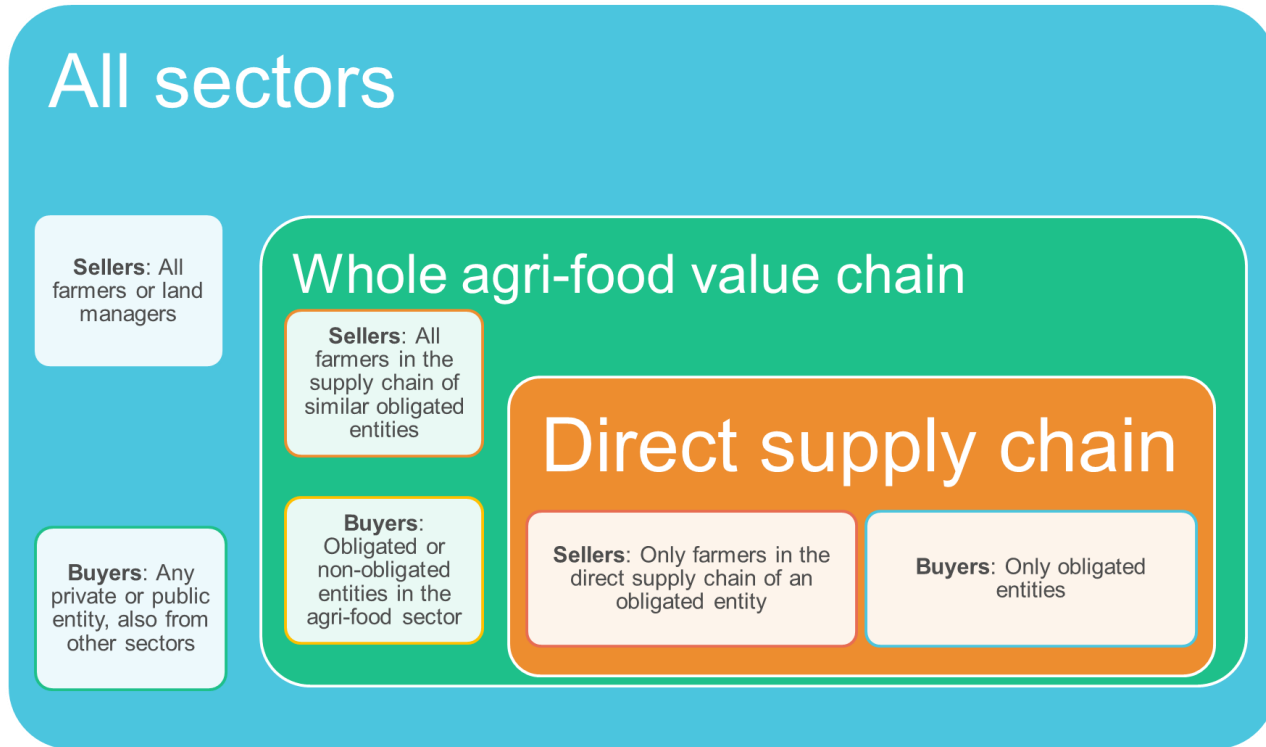 All sectors
Sellers: All
farmers or land
managers
Buyers: Any
private or public
entity, also from
other sectors
Whole agri-food value chain
Sellers: All
farmers in the
supply chain of
similar obligated
entities
Buyers:
Obligated or
non-obligated
entities in the
agri-food sector
Direct supply chain
Sellers: Only farmers in the
direct supply chain of an
obligated entity
Buyers: Only obligated
entities